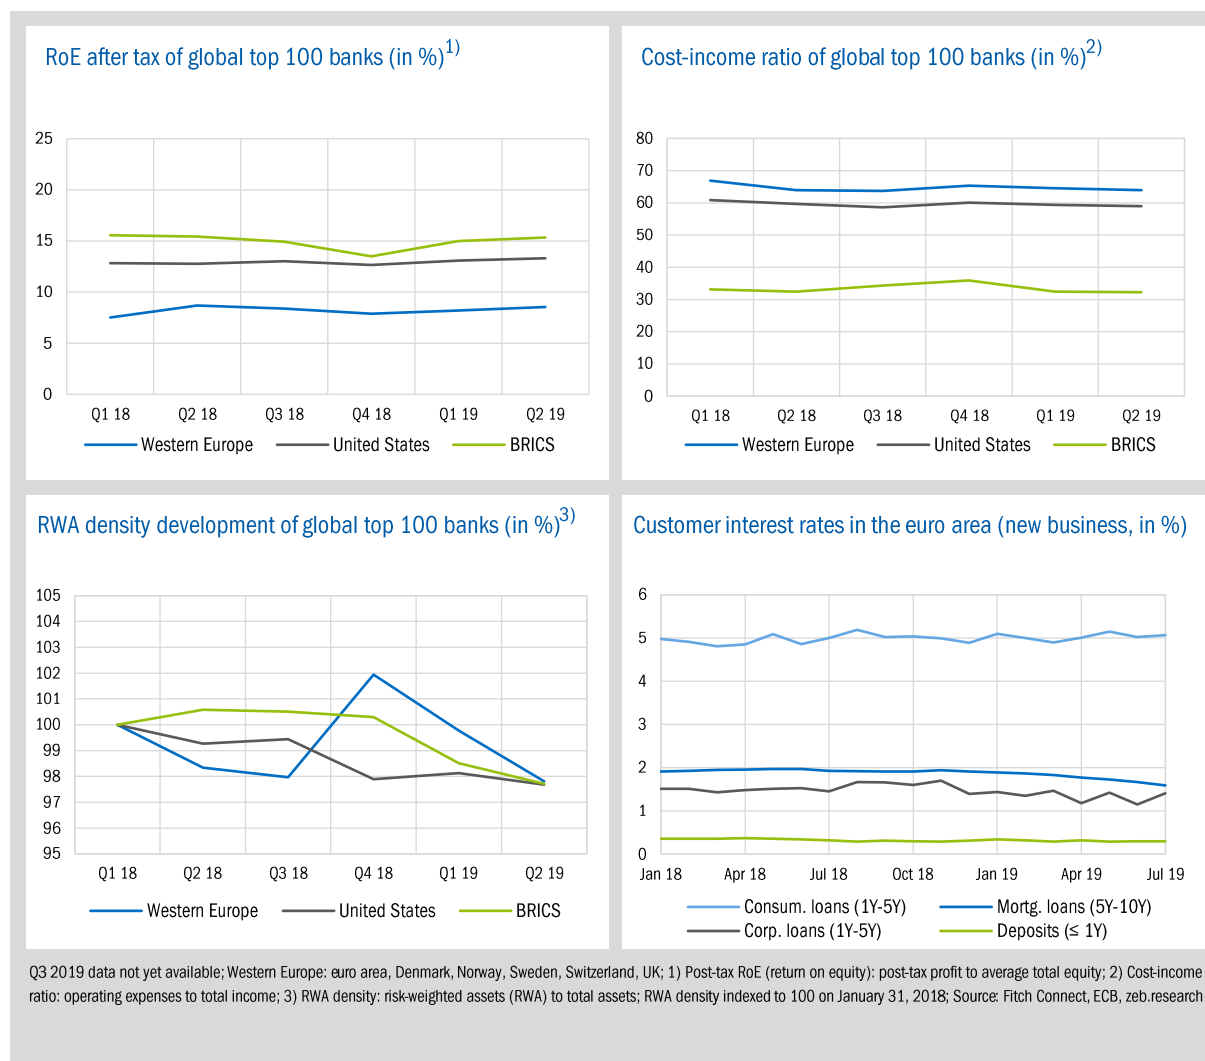 RoE after tax of global top 100 banks (in %)1)
25
20
15
10
5
0
Q1 18 Q2 18 Q3 18 Q4 18 Q1 19 Q2 19
Western Europe United States BRICS
Cost-income ratio of global top 100 banks (in %)2)
80
70
60
50
40
30
20
10
0
Q1 18 Q2 18 Q3 18 Q4 18 Q1 19 Q2 19
Western Europe United States BRICS
RWA density development of global top 100 banks (in %)3)
105
104
103
102
101
100
99
98
97
96
95
Q1 18 Q2 18 Q3 18 Q4 18 Q1 19 Q2 19
Western Europe United States BRICS
Customer interest rates in the euro area (new business, in %)
6
5
4
3
2
1
0
Jan 18 Apr 18 Jul 18 Oct 18 Jan 19 Apr 19 Jul 19
Consum. loans (1Y-5Y) Mortg. loans (5Y-10Y)
Corp. loans (1Y-5Y) Deposits (≤ 1Y)
Q3 2019 data not yet available; Western Europe: euro area, Denmark, Norway, Sweden, Switzerland, UK; 1) Post-tax RoE (return on equity): post-tax profit to average total equity; 2) Cost-income
ratio: operating expenses to total income; 3) RWA density: risk-weighted assets (RWA) to total assets; RWA density indexed to 100 on January 31, 2018; Source: Fitch Connect, ECB, zeb.research